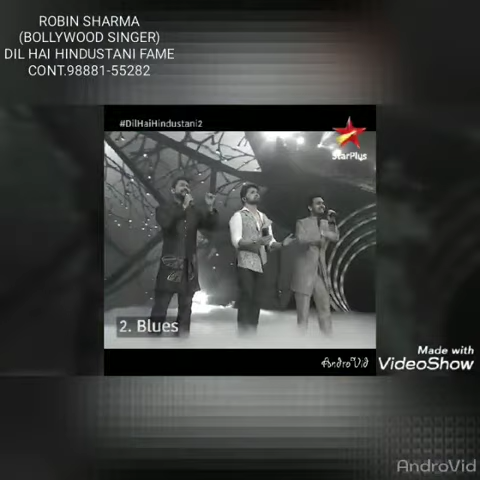 ROBIN SHARMA
(BOLLYWOOD SINGER)
DIL HAI HINDUSTANI FAME
CONT.98881-55282
#DilHaiHindustani2
StarPlus
2. Blues
AndroVid
Made with
VideoShow
AndroVid